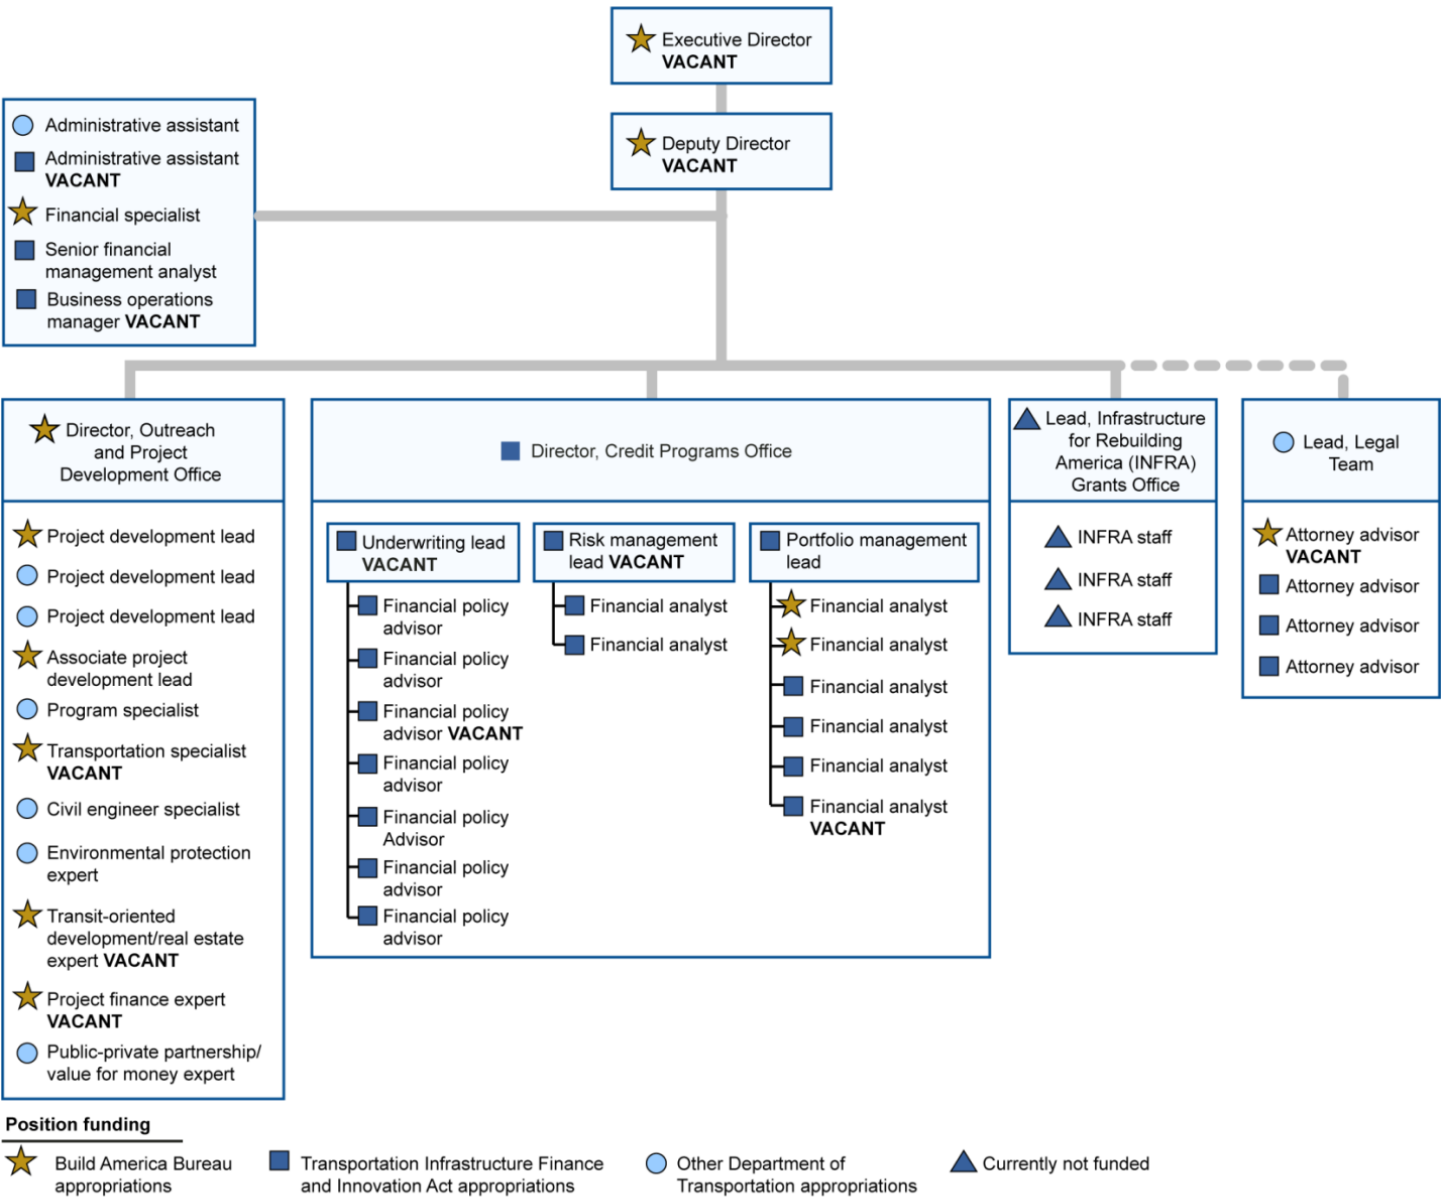 Executive Director
VACANT
Deputy Director
VACANT
Administrative assistant
Administrative assistant
VACANT
Financial specialist
Senior financial
management analyst
Business operations
manager VACANT
Director, Outreach
and Project
Development Office
Project development lead
Project development lead
Project development lead
Associate project
development lead
Program specialist
Transportation specialist
VACANT
Civil engineer specialist
Environmental protection
expert
Transit-oriented
development/real estate
expert VACANT
Project finance expert
VACANT
Public-private partnership/
value for money expert
Director, Credit Programs Office
Underwriting lead
VACANT
Financial policy
advisor
Financial policy
advisor
Financial policy
advisor VACANT
Financial policy
advisor
Financial policy
Advisor
Financial policy
advisor
Financial policy
advisor
Risk management
lead VACANT
Financial analyst
Financial analyst
Portfolio management
lead
Financial analyst
Financial analyst
Financial analyst
Financial analyst
Financial analyst
Financial analyst
VACANT
Lead, Infrastructure
for Rebuilding
America (INFRA)
Grants Office
INFRA staff
INFRA staff
INFRA staff
Lead, Legal
Team
Attorney advisor
VACANT
Attorney advisor
Attorney advisor
Attorney advisor
Position funding
Build America Bureau
appropriations
Transportation Infrastructure Finance
and Innovation Act appropriations
Other Department of
Transportation appropriations
Currently not funded